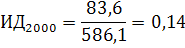 ИД₂₀₀₀ = 83,6 / 586,1 = 0,14